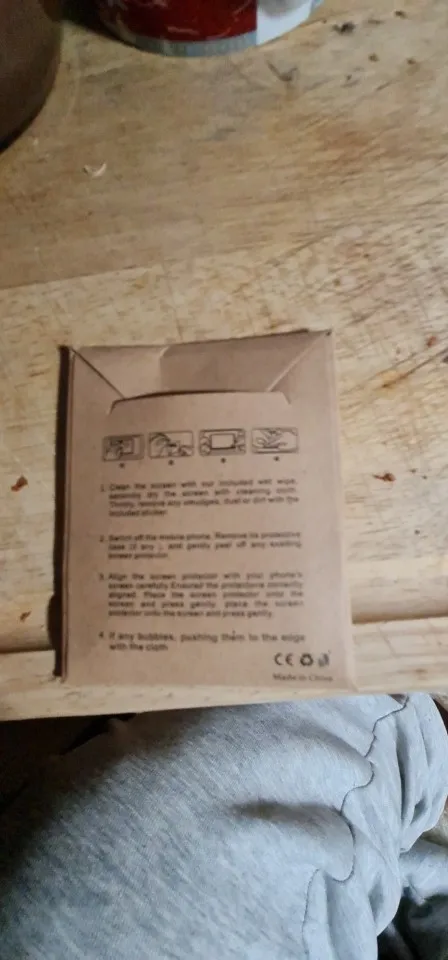 1. Clean the screen with our included wet wipe,
secondly dry the screen with cleaning cloth.
Thirdly, remove any smudges, dust or dirt with the
included sticker.
2. Switch off the mobile phone. Remove its protective
case (if any ), and gently peel off any existing
screen protector.
3. Align the screen protector with your phone's
screen carefully. Ensured the protections correctly
aligned. Place the screen protector onto the
screen and press gently. place the screen
protector onto the screen and press gently.
4. If any bubbles, pushing them to the edge
with the cloth
CE
Made in China